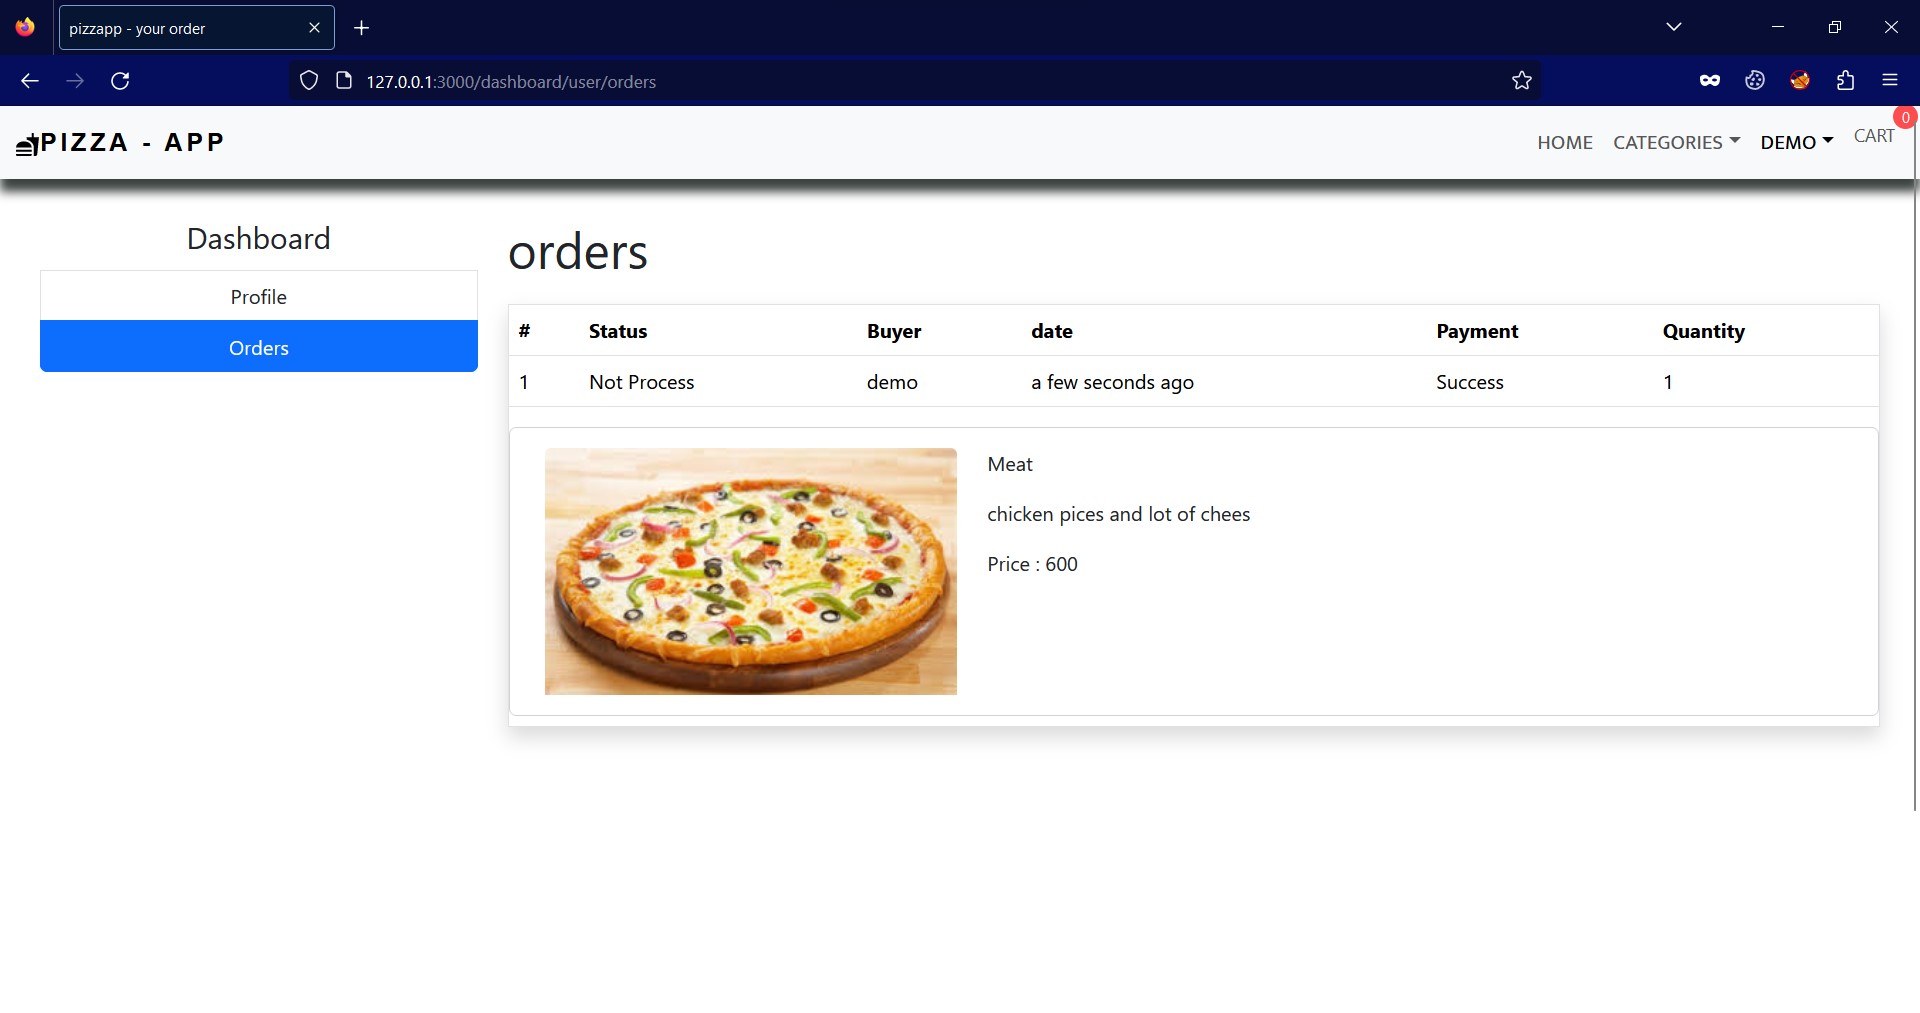 pizzapp - your order
127.0.0.1:3000/dashboard/user/orders
PIZZA - APP
HOME CATEGORIES DEMO CART 0
Dashboard
Profile
Orders
orders
# Status Buyer date Payment Quantity
1 Not Process demo a few seconds ago Success 1
Meat
chicken pices and lot of chees
Price : 600